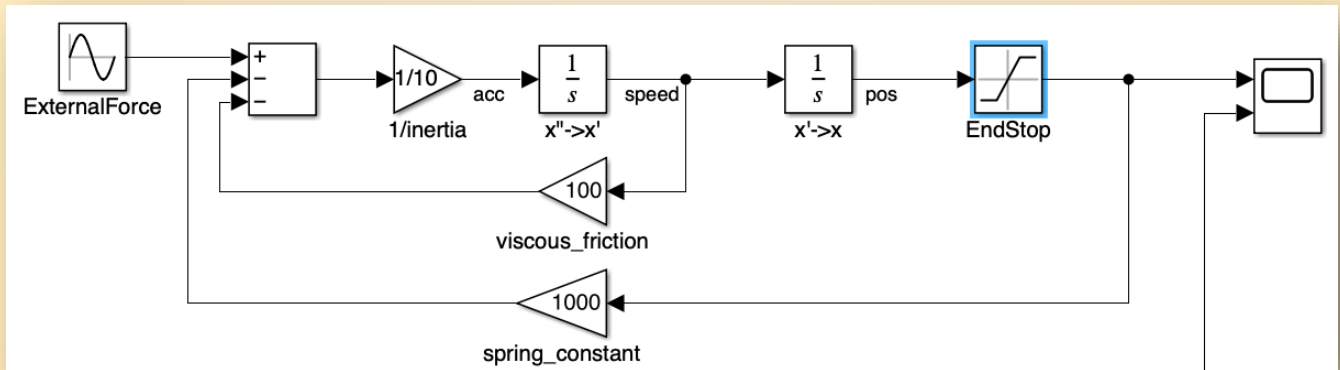 +
−
−
ExternalForce
1/10
1/inertia
acc
1
s
x''->x'
speed
1
s
x'->x
pos
EndStop
100
viscous_friction
1000
spring_constant